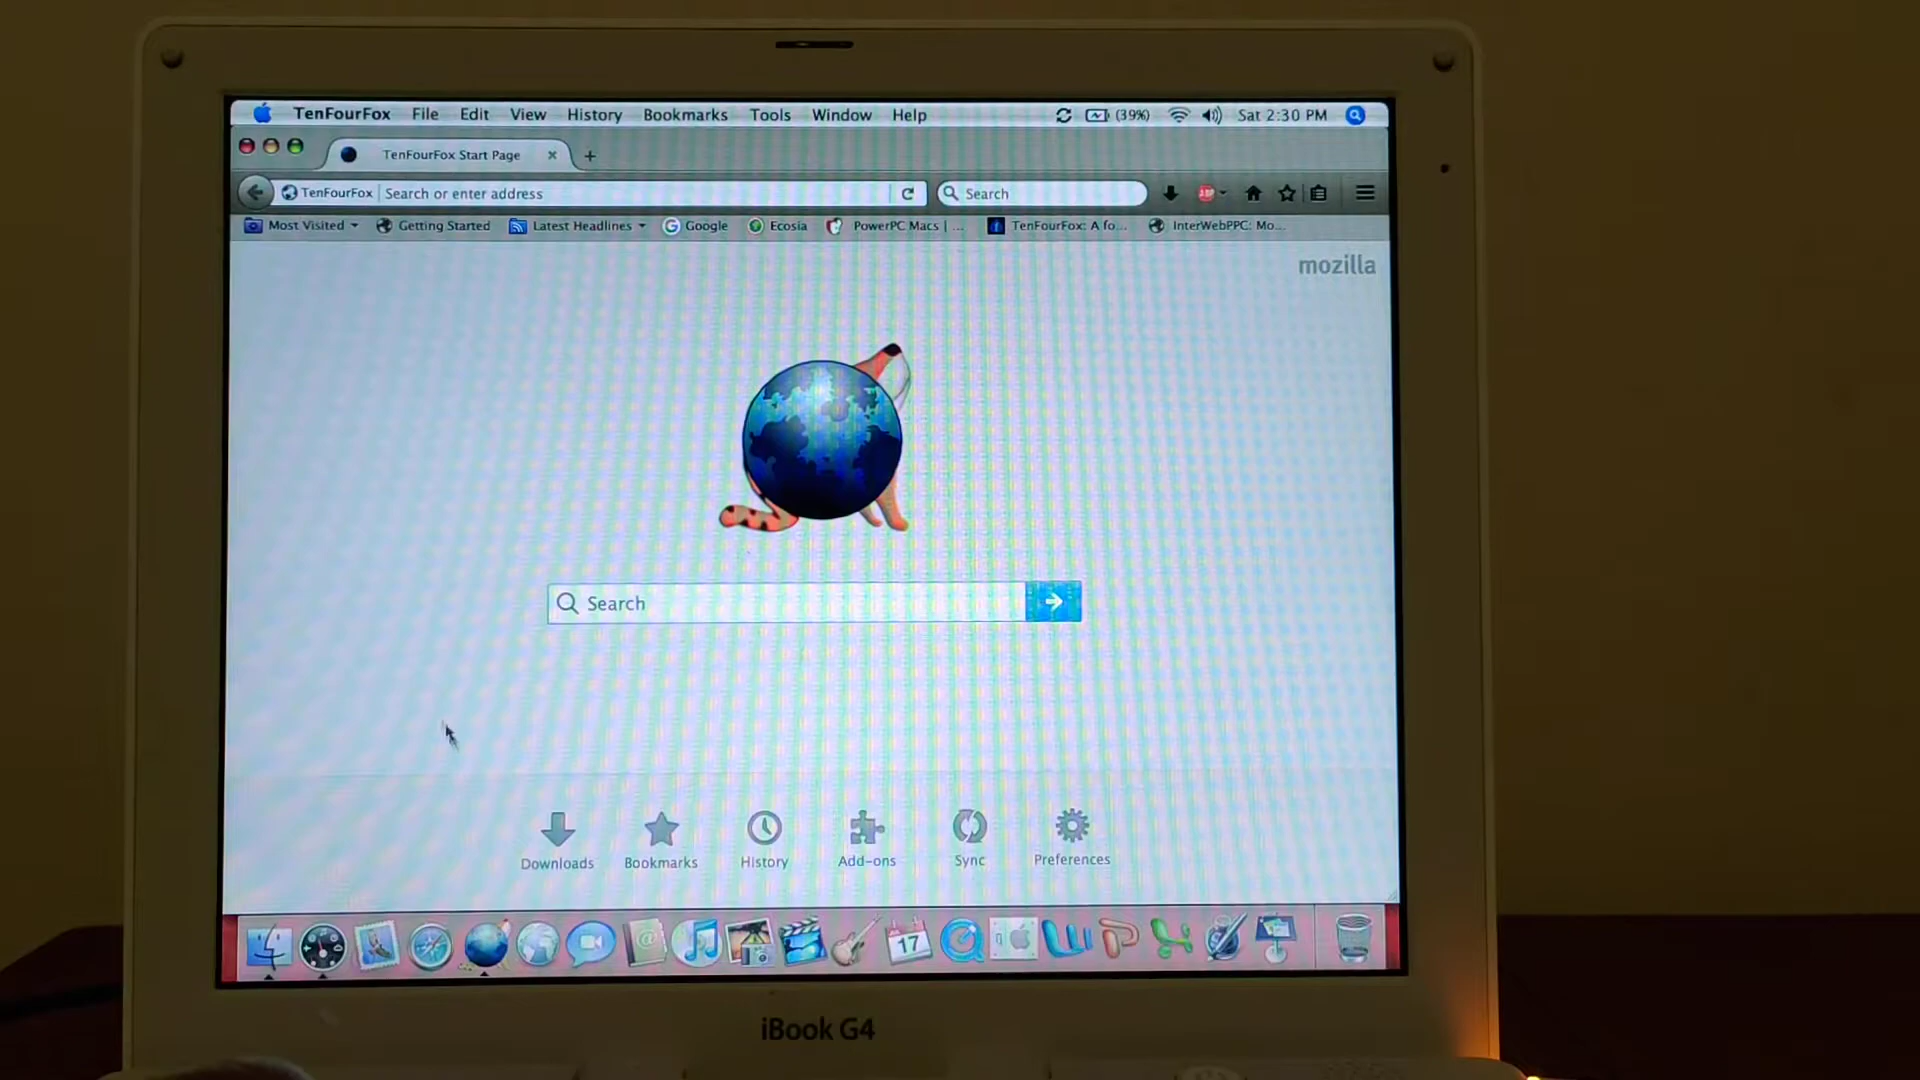 TenFourFox File Edit View History Bookmarks Tools Window Help (39%) Sat 2:30 PM
TenFourFox Start Page
TenFourFox Search or enter address Search
ABP
Most Visited Getting Started Latest Headlines Google Ecosia PowerPC Macs | ... TenFourFox: A fo... InterWebPPC: Mo...
mozilla
Search
Downloads Bookmarks History Add-ons Sync Preferences
17
iBook G4